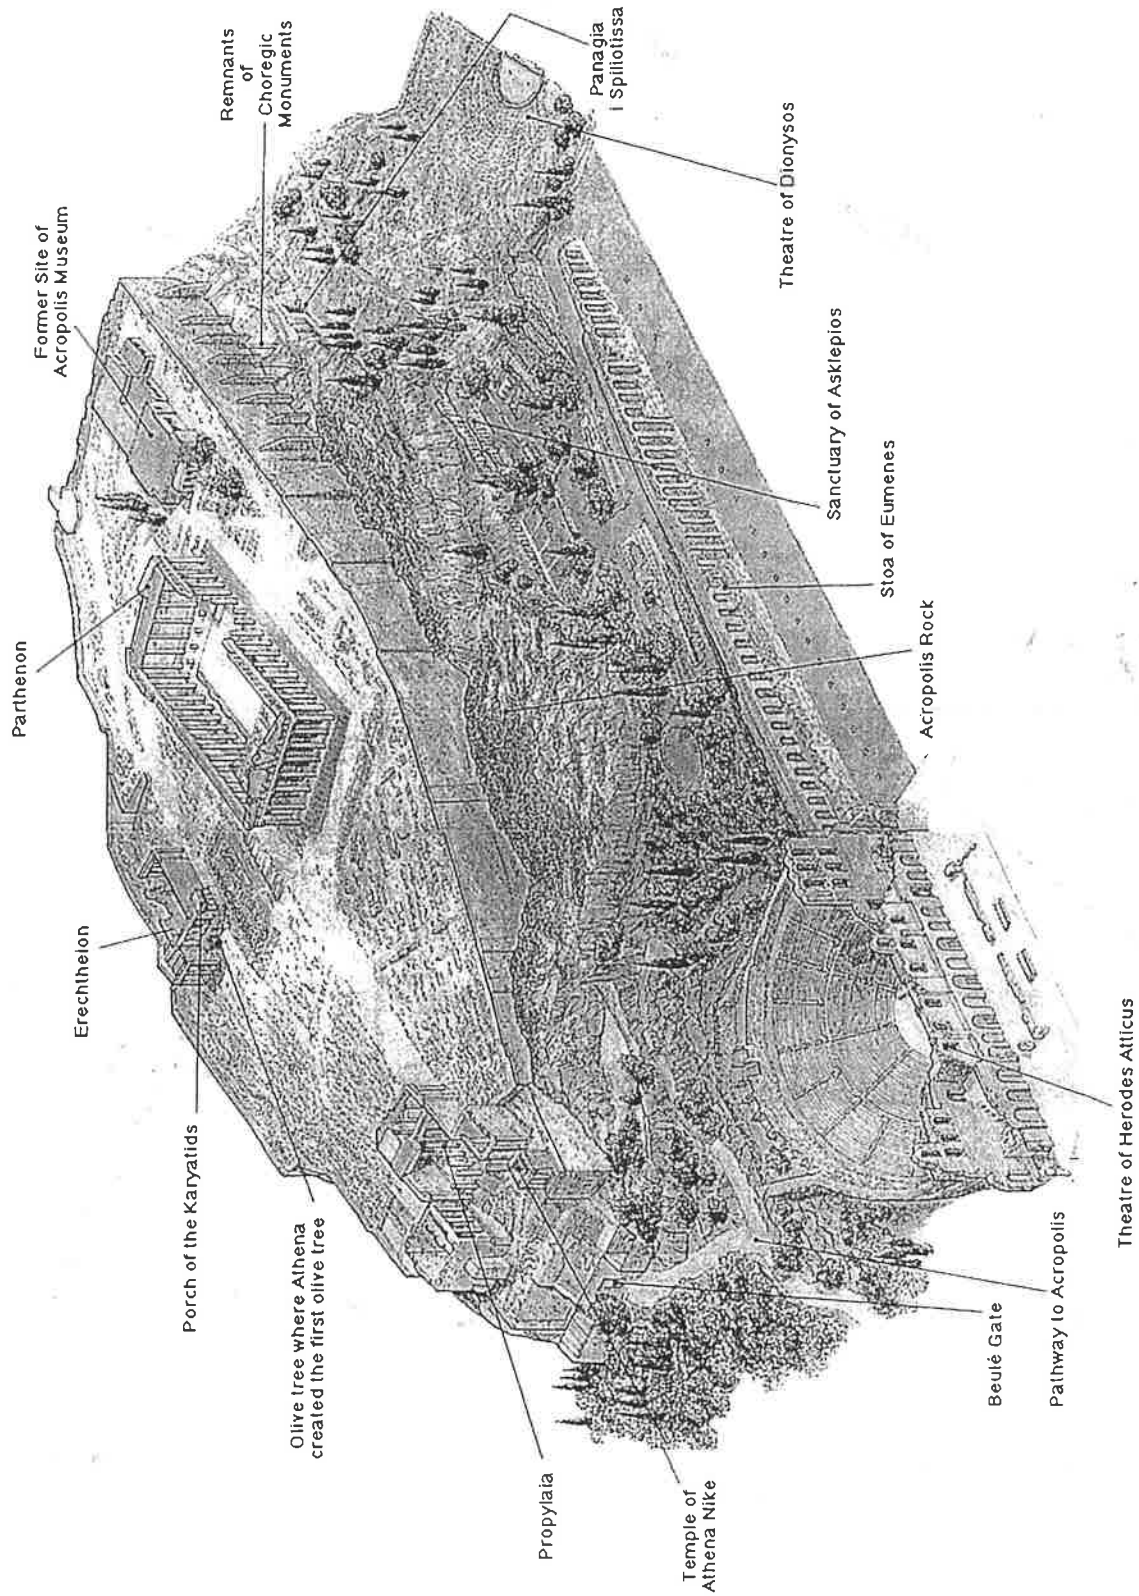 Parthenon
Former Site of
Acropolis Museum
Erechtheion
Remnants
of
Choregic
Monuments
Porch of the Karyatids
Olive tree where Athena
created the first olive tree
Propylaia
Panagia
i Spiliotissa
Temple of
Athena Nike
Theatre of Dionysos
Sanctuary of Asklepios
Stoa of Eumenes
Acropolis Rock
Beulé Gate
Pathway to Acropolis
Theatre of Herodes Atticus